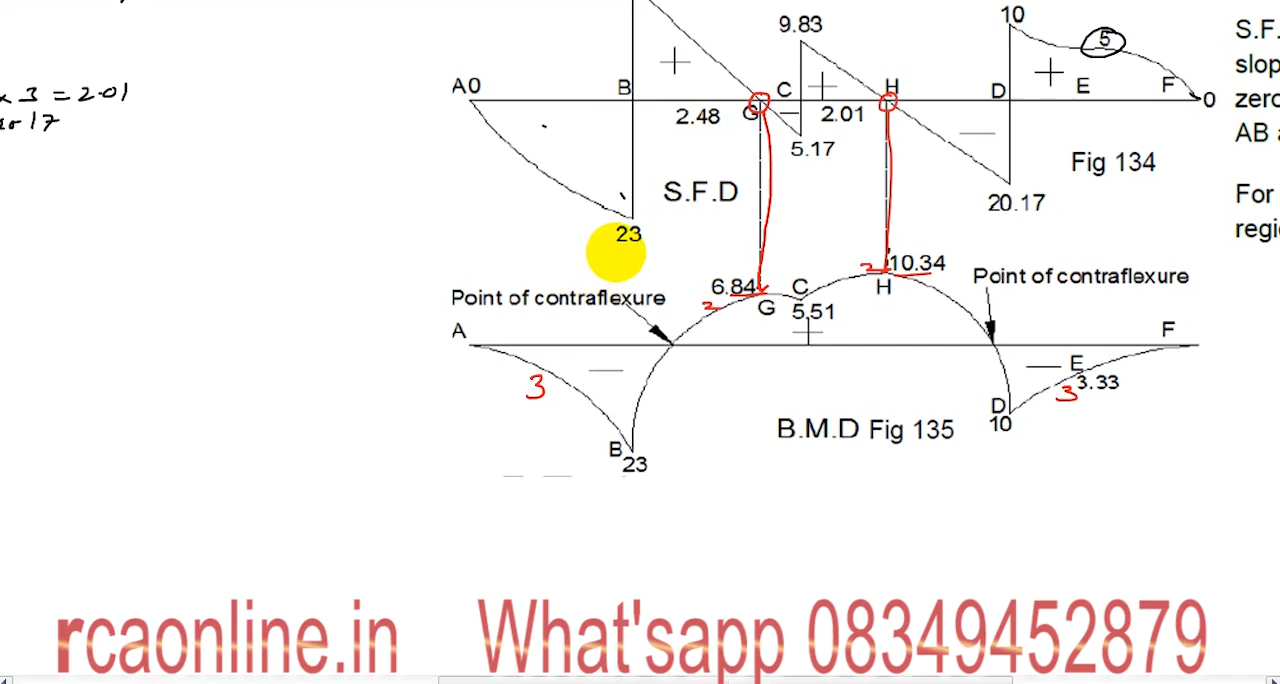 x 3 = 2.01
17
10
9.83
5
S.F.
slop
zero
AB a
For
regi
A0
B
G
C
H
D
E
F
0
2.48
2.01
5.17
20.17
Fig 134
S.F.D
23
Point of contraflexure
6.84
2
G
C
5.51
2
10.34
H
Point of contraflexure
A
F
3
E
3.33
3
D
10
B
23
B.M.D Fig 135
rcaonline.in What'sapp 08349452879